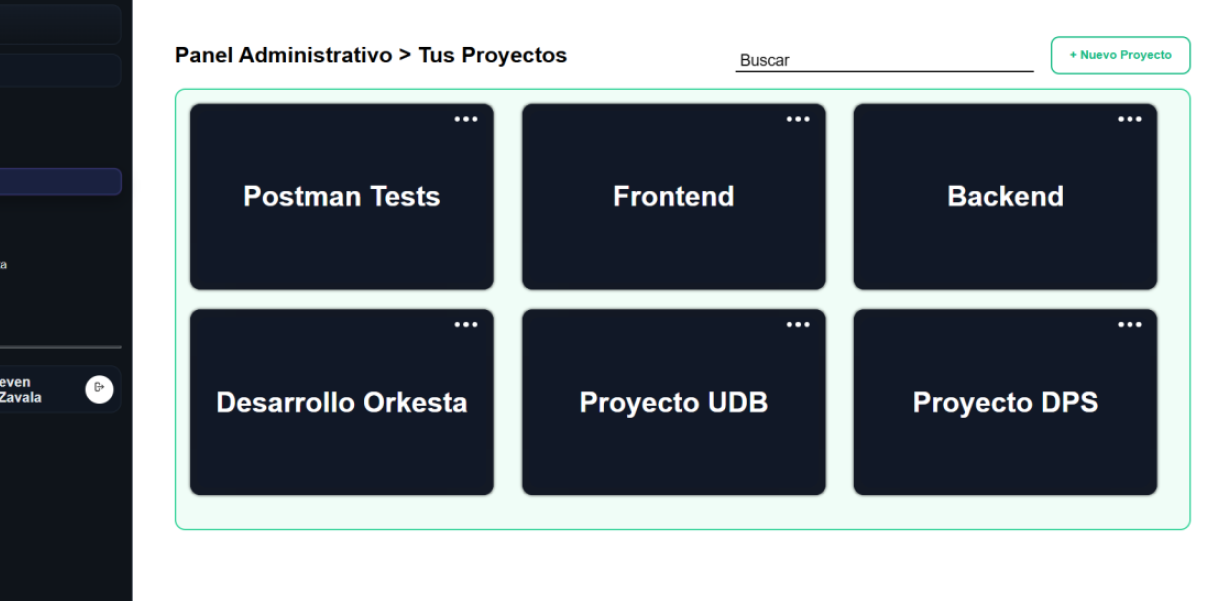 Panel Administrativo > Tus Proyectos
Buscar
+ Nuevo Proyecto
Postman Tests
Frontend
Backend
Desarrollo Orkesta
Proyecto UDB
Proyecto DPS
a
even
Zavala